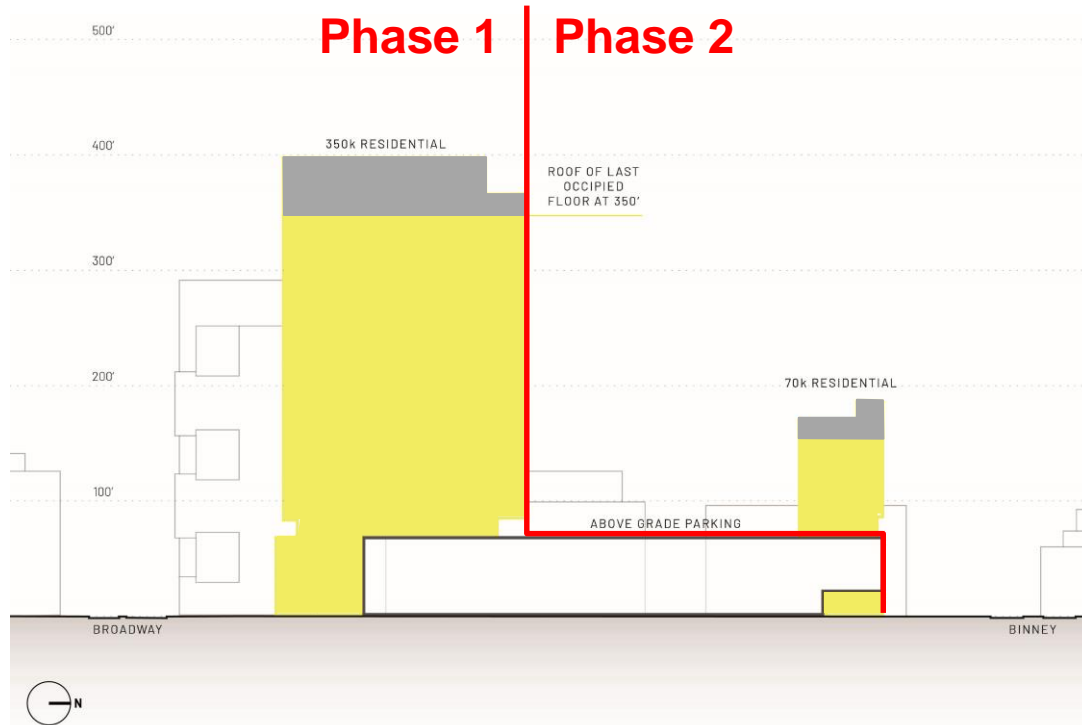 Phase 1 Phase 2
500'
400'
350k RESIDENTIAL
ROOF OF LAST
OCCIPIED
FLOOR AT 350'
300'
200'
70k RESIDENTIAL
100'
ABOVE GRADE PARKING
BROADWAY
BINNEY
N